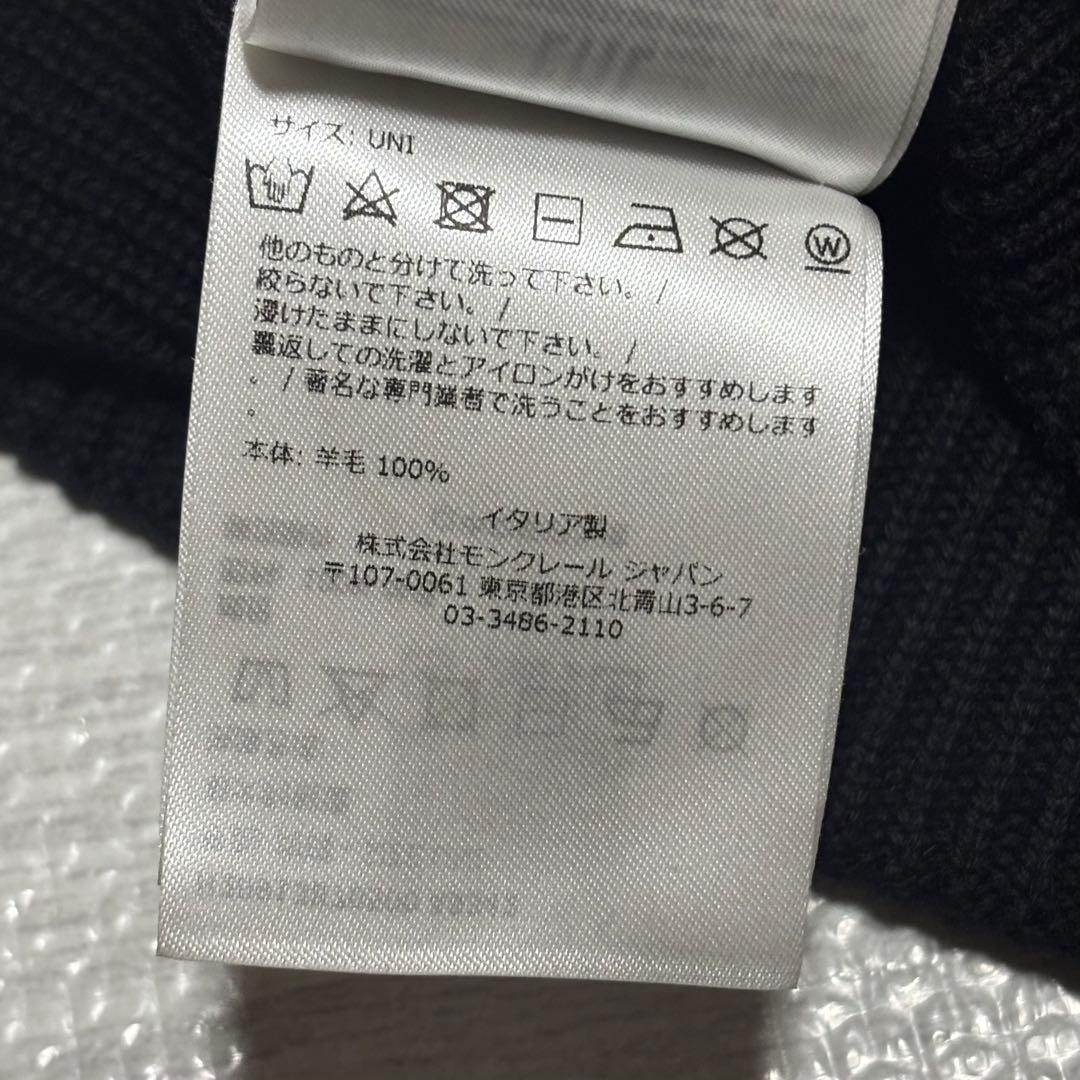 サイズ: UNI
W
他のものと分けて洗って下さい。 /
絞らないで下さい。 /
浸けたままにしないで下さい。 /
裏返しての洗濯とアイロンがけをおすすめします
。 / 著名な専門業者で洗うことをおすすめします
。
本体: 羊毛 100%
イタリア製
株式会社モンクレール ジャパン
〒107-0061 東京都港区北青山3-6-7
03-3486-2110